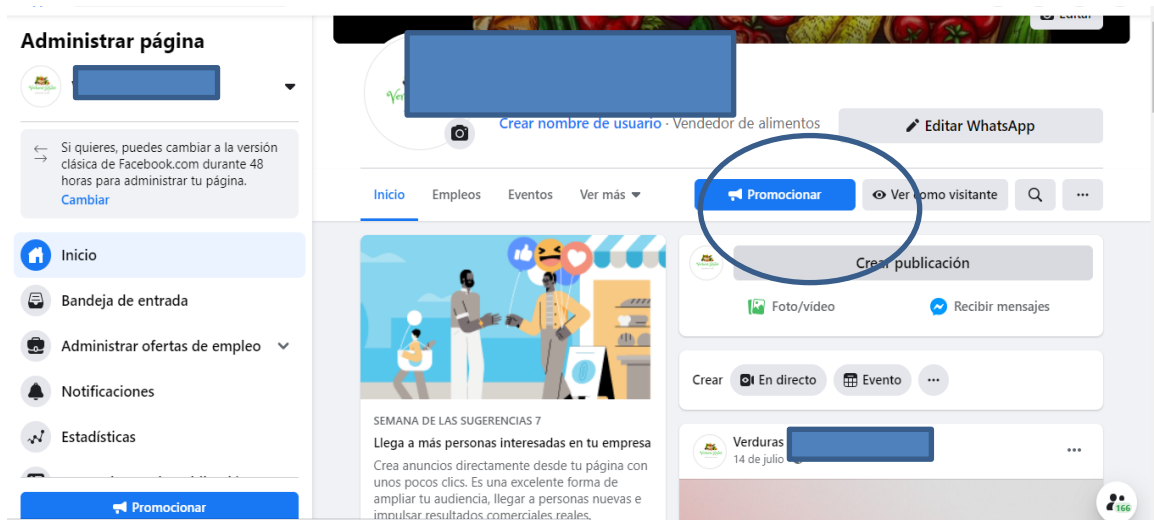 Administrar página
Si quieres, puedes cambiar a la versión
clásica de Facebook.com durante 48
horas para administrar tu página.
Cambiar
Inicio
Bandeja de entrada
Administrar ofertas de empleo
Notificaciones
Estadísticas
Promocionar
Editar
Crear nombre de usuario · Vendedor de alimentos
Editar WhatsApp
Inicio
Empleos
Eventos
Ver más
Promocionar
Ver como visitante
SEMANA DE LAS SUGERENCIAS 7
Llega a más personas interesadas en tu empresa
Crea anuncios directamente desde tu página con
unos pocos clics. Es una excelente forma de
ampliar tu audiencia, llegar a personas nuevas e
impulsar resultados comerciales reales.
Crear publicación
Foto/vídeo
Recibir mensajes
Crear
En directo
Evento
Verduras
14 de julio
166